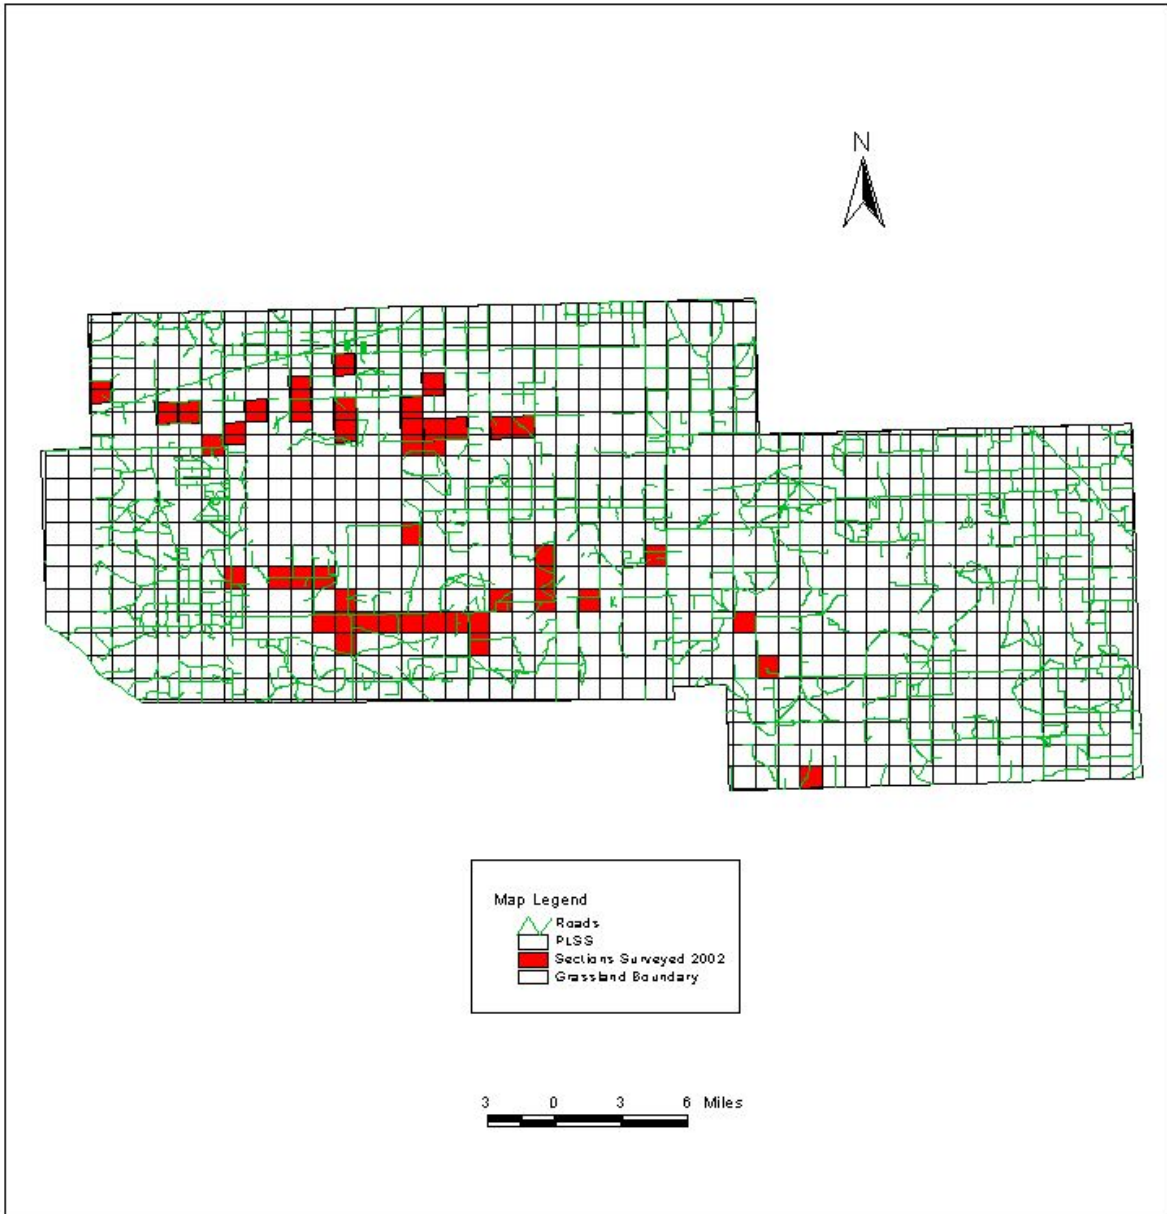 N
Map Legend
Roads
PLSS
Sections Surveyed 2002
Grassland Boundary
3 0 3 6 Miles